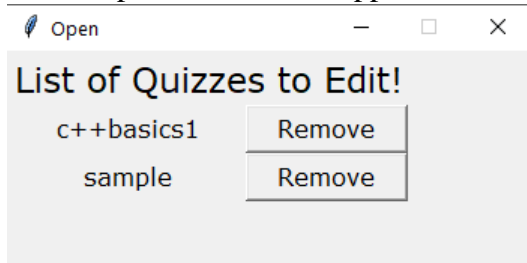 Open
List of Quizzes to Edit!
c++basics1 Remove
sample Remove